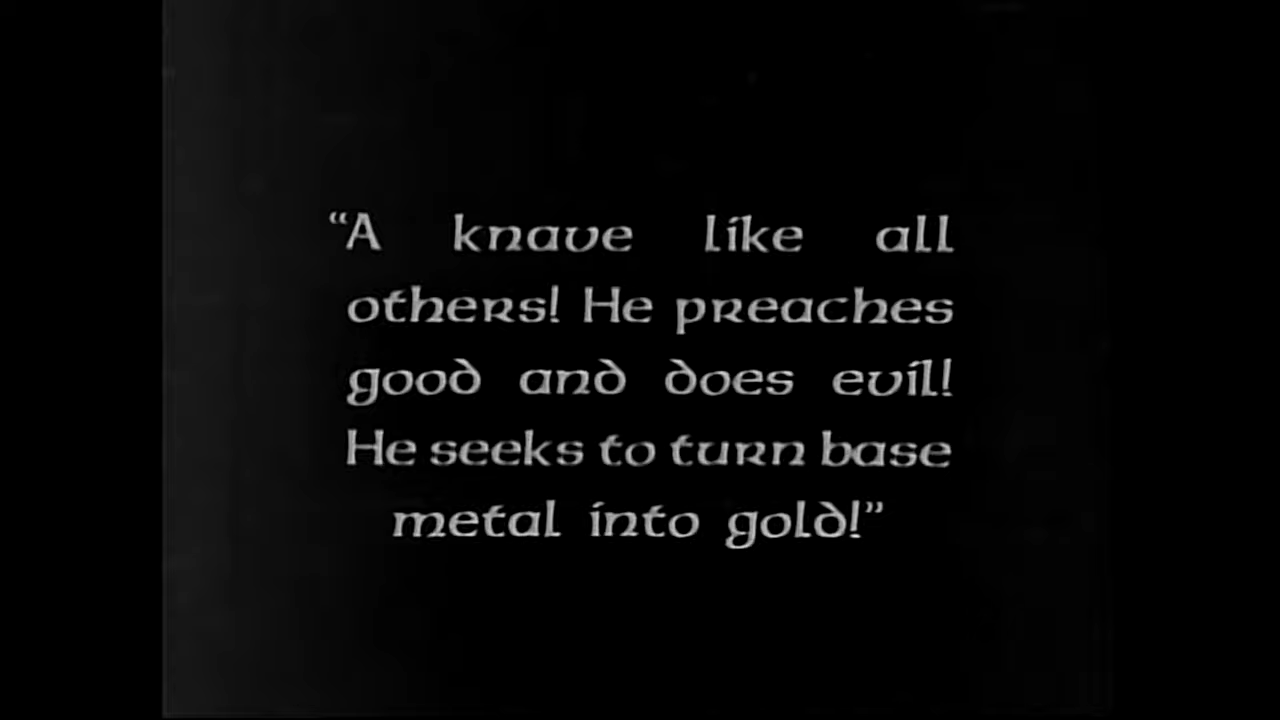 “A knave like all
others! He preaches
good and does evil!
He seeks to turn base
metal into gold!”